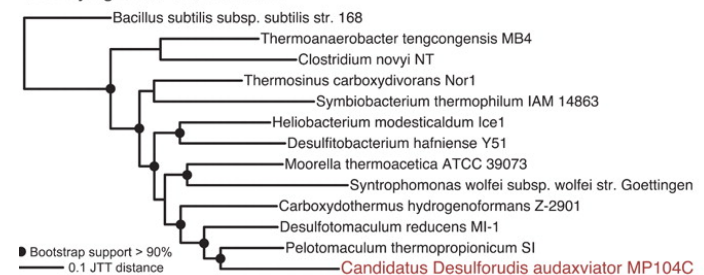 Bacillus subtilis subsp. subtilis str. 168
Thermoanaerobacter tengcongensis MB4
Clostridium novyi NT
Thermosinus carboxydivorans Nor1
Symbiobacterium thermophilum IAM 14863
Heliobacterium modesticaldum Ice1
Desulfitobacterium hafniense Y51
Moorella thermoacetica ATCC 39073
Syntrophomonas wolfei subsp. wolfei str. Goettingen
Carboxydothermus hydrogenoformans Z-2901
Desulfotomaculum reducens MI-1
Pelotomaculum thermopropionicum SI
Candidatus Desulforudis audaxviator MP104C
Bootstrap support > 90%
0.1 JTT distance